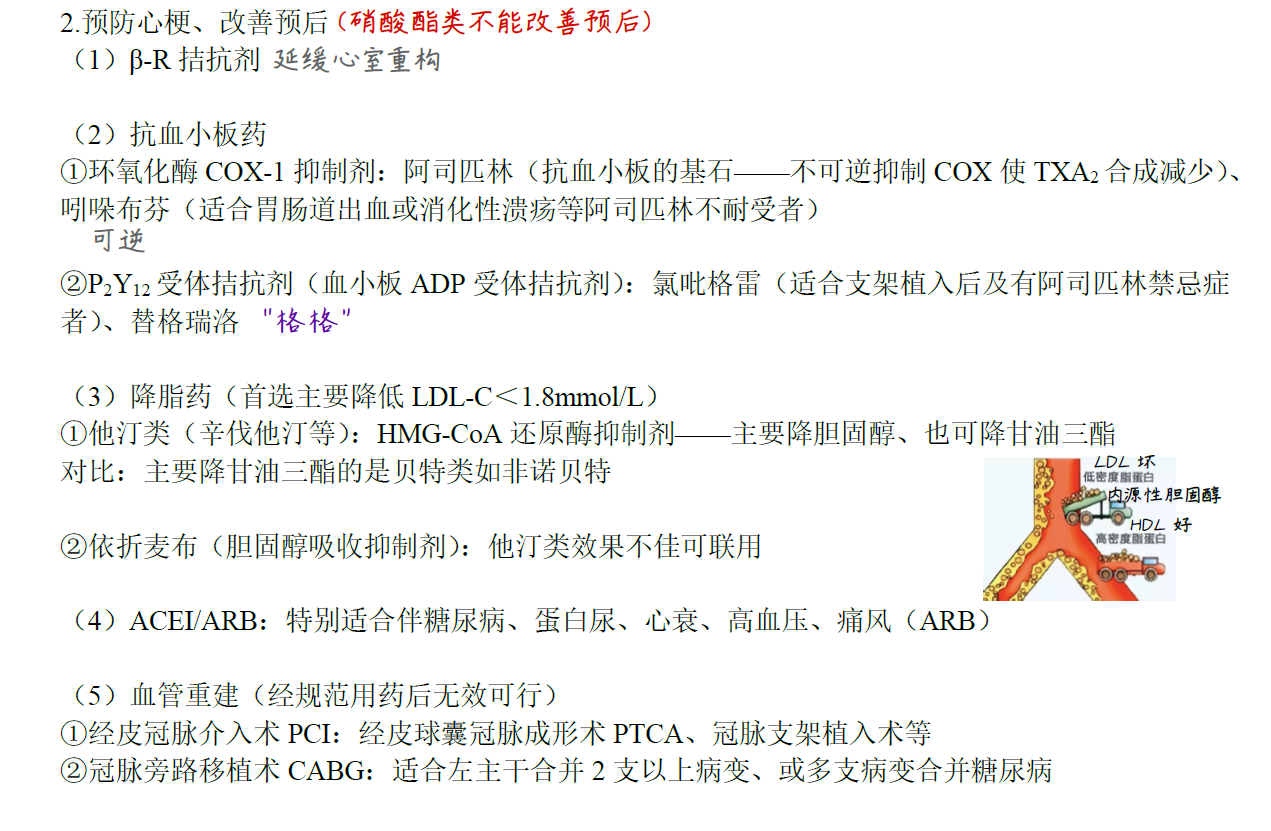 2.预防心梗、改善预后(硝酸酯类不能改善预后)
（1）β-R 拮抗剂 延缓心室重构
（2）抗血小板药
①环氧化酶 COX-1 抑制剂：阿司匹林（抗血小板的基石——不可逆抑制 COX 使 TXA₂ 合成减少）、
吲哚布芬（适合胃肠道出血或消化性溃疡等阿司匹林不耐受者）
可逆
②P₂Y₁₂ 受体拮抗剂（血小板 ADP 受体拮抗剂）：氯吡格雷（适合支架植入后及有阿司匹林禁忌症
者）、替格瑞洛 "格格"
（3）降脂药（首选主要降低 LDL-C＜1.8mmol/L）
①他汀类（辛伐他汀等）：HMG-CoA 还原酶抑制剂——主要降胆固醇、也可降甘油三酯
对比：主要降甘油三酯的是贝特类如非诺贝特
LDL 坏
低密度脂蛋白
内源性胆固醇
HDL 好
高密度脂蛋白
②依折麦布（胆固醇吸收抑制剂）：他汀类效果不佳可联用
（4）ACEI/ARB：特别适合伴糖尿病、蛋白尿、心衰、高血压、痛风（ARB）
（5）血管重建（经规范用药后无效可行）
①经皮冠脉介入术 PCI：经皮球囊冠脉成形术 PTCA、冠脉支架植入术等
②冠脉旁路移植术 CABG：适合左主干合并 2 支以上病变、或多支病变合并糖尿病